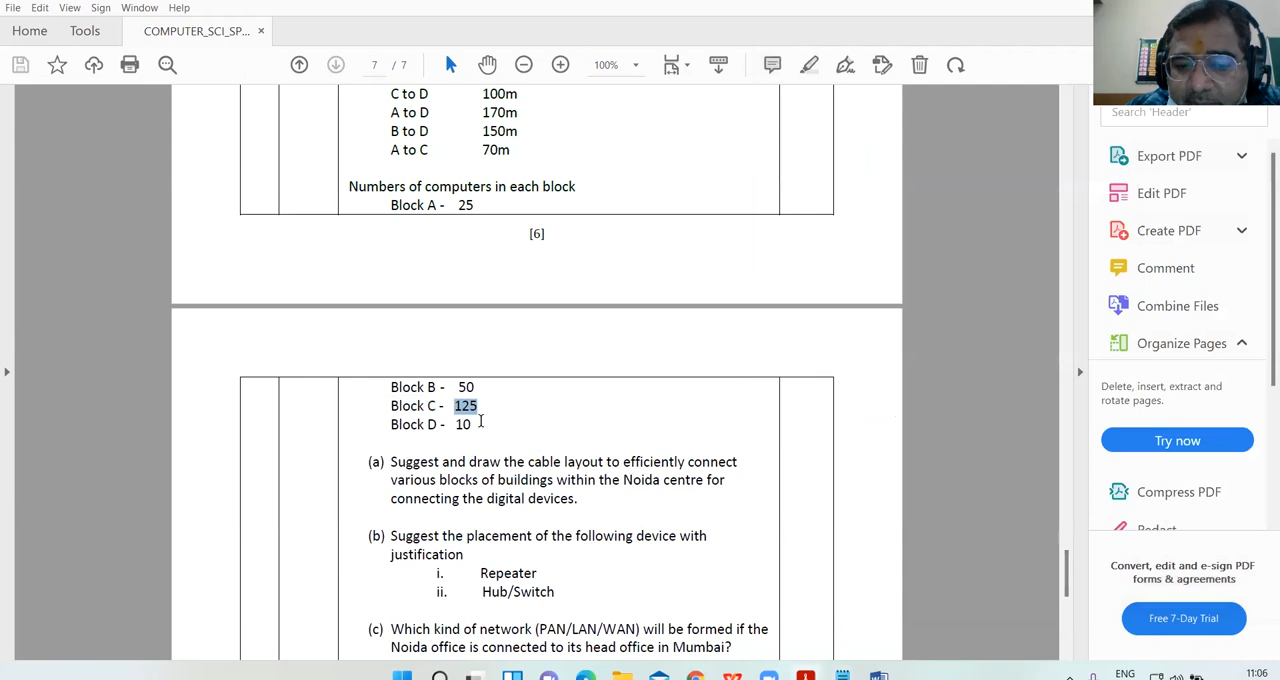 File Edit View Sign Window Help
Home Tools COMPUTER_SCI_SP... ×
7 / 7 100%
Search 'Header'
C to D 100m
A to D 170m
B to D 150m
A to C 70m
Numbers of computers in each block
Block A - 25
[6]
Block B - 50
Block C - 125
Block D - 10
(a) Suggest and draw the cable layout to efficiently connect
various blocks of buildings within the Noida centre for
connecting the digital devices.
(b) Suggest the placement of the following device with
justification
i. Repeater
ii. Hub/Switch
(c) Which kind of network (PAN/LAN/WAN) will be formed if the
Noida office is connected to its head office in Mumbai?
Export PDF
Edit PDF
Create PDF
Comment
Combine Files
Organize Pages
Delete, insert, extract and
rotate pages.
Try now
Compress PDF
Redact
Convert, edit and e-sign PDF
forms & agreements
Free 7-Day Trial
ENG 11:06